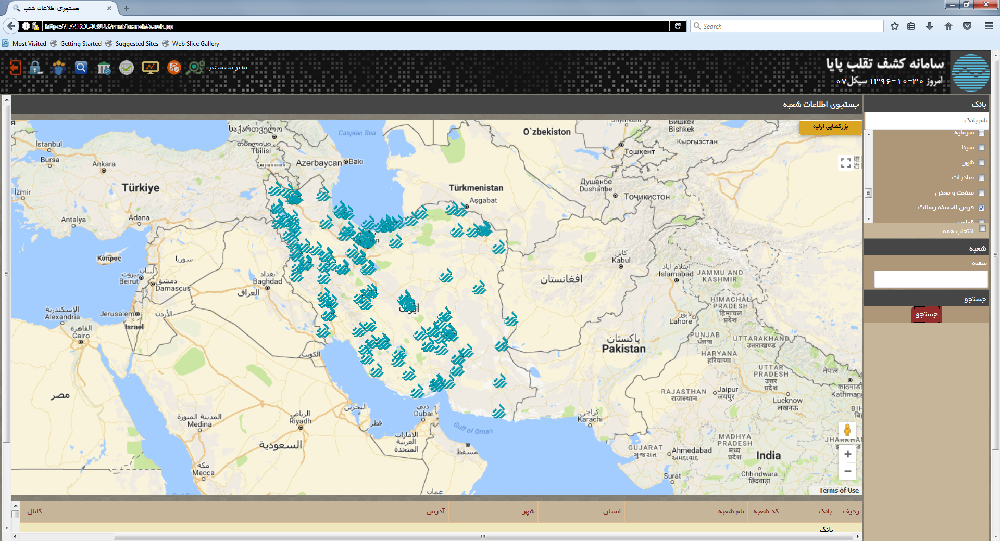 جستجوی اطلاعات شعب
Search
Most Visited
Getting Started
Suggested Sites
Web Slice Gallery
مدیر سیستم
سامانه کشف تقلب پایا
امروز ۳۰-۱۰-۱۳۹۶ سیکل۰۷
جستجوی اطلاعات شعبه
بانک
نام بانک
سرمایه
سینا
شهر
صادرات
صنعت و معدن
قرض الحسنه رسالت
قوامین
انتخاب همه
شعبه
شعبه
جستجو
جستجو
بزرگنمایی اولیه
საქართველო
თბილისი
Tbilisi
Caspian Sea
O`zbekiston
Бишкек
Bishkek
Кыргызстан
Ташкент
İstanbul
Bursa
Ankara
Azərbaycan
Bakı
Türkiye
İzmir
Antalya
Adana
Türkmenistan
Aşgabat
Душанбе
Dushanbe
Тоҷикистон
Κύπρος
سوريا
لبنان
بيروت
Beirut
دمشق
Damascus
بغداد
Baghdad
العراق
کابل
Kabul
اسلام آباد
Islamabad
JAMMU AND
KASHMIR
افغانستان
HIMACHAL
PRADESH
हिमाचल
प्रदेश
الإسكندرية
Alexandria
Jerusalem
الأردن
Israel
القاهرة
Cairo
ایران
لاہور
Lahore
PUNJAB
ਪੰਜਾਬ
UTTARAKHAND
उत्तराखण्ड
پاکستان
Pakistan
HARYANA
हरियाणा
الكويت
UTTAR
PRADESH
उत्तर
प्रदेश
नेपाल
काठमाडौं
RAJASTHAN
राजस्थान
Jaipur
जयपुर
Lucknow
लखनऊ
مصر
البحرين
دبي
Dubai
کراچی
Karachi
المدينة المنورة
Medina
الرياض
Riyadh
قطر
Gulf of Oman
الإمارات
العربية
المتحدة
السعودية
مسقط
MADHYA
PRADESH
मध्य
प्रदेश
GUJARAT
ગુજરાત
Ahmedabad
અમદાવાદ
India
مكة
Mecca
Chhindwara
छिंदवाड़ा
Surat
عمان
Terms of Use
ردیف
بانک
کد شعبه
نام شعبه
استان
شهر
آدرس
کانال
بانک